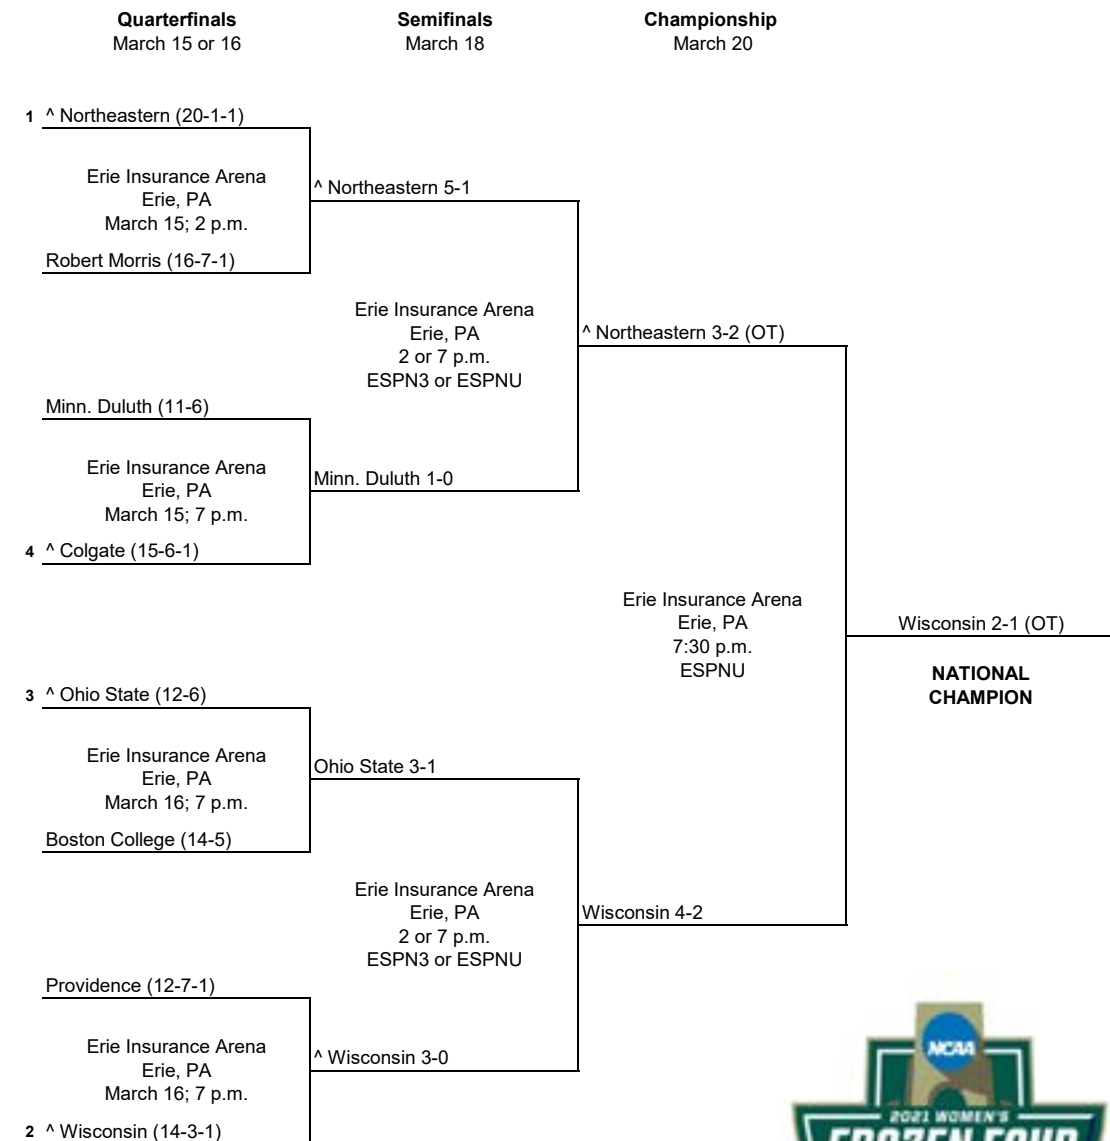 Quarterfinals
March 15 or 16
Semifinals
March 18
Championship
March 20
1 ^ Northeastern (20-1-1)
Erie Insurance Arena
Erie, PA
March 15; 2 p.m.
Robert Morris (16-7-1)
^ Northeastern 5-1
Erie Insurance Arena
Erie, PA
2 or 7 p.m.
ESPN3 or ESPNU
^ Northeastern 3-2 (OT)
Minn. Duluth (11-6)
Erie Insurance Arena
Erie, PA
March 15; 7 p.m.
4 ^ Colgate (15-6-1)
Minn. Duluth 1-0
Erie Insurance Arena
Erie, PA
7:30 p.m.
ESPNU
Wisconsin 2-1 (OT)
NATIONAL
CHAMPION
3 ^ Ohio State (12-6)
Erie Insurance Arena
Erie, PA
March 16; 7 p.m.
Boston College (14-5)
Ohio State 3-1
Erie Insurance Arena
Erie, PA
2 or 7 p.m.
ESPN3 or ESPNU
Wisconsin 4-2
Providence (12-7-1)
Erie Insurance Arena
Erie, PA
March 16; 7 p.m.
2 ^ Wisconsin (14-3-1)
^ Wisconsin 3-0
NCAA
2021 WOMEN'S
FROZEN FOUR